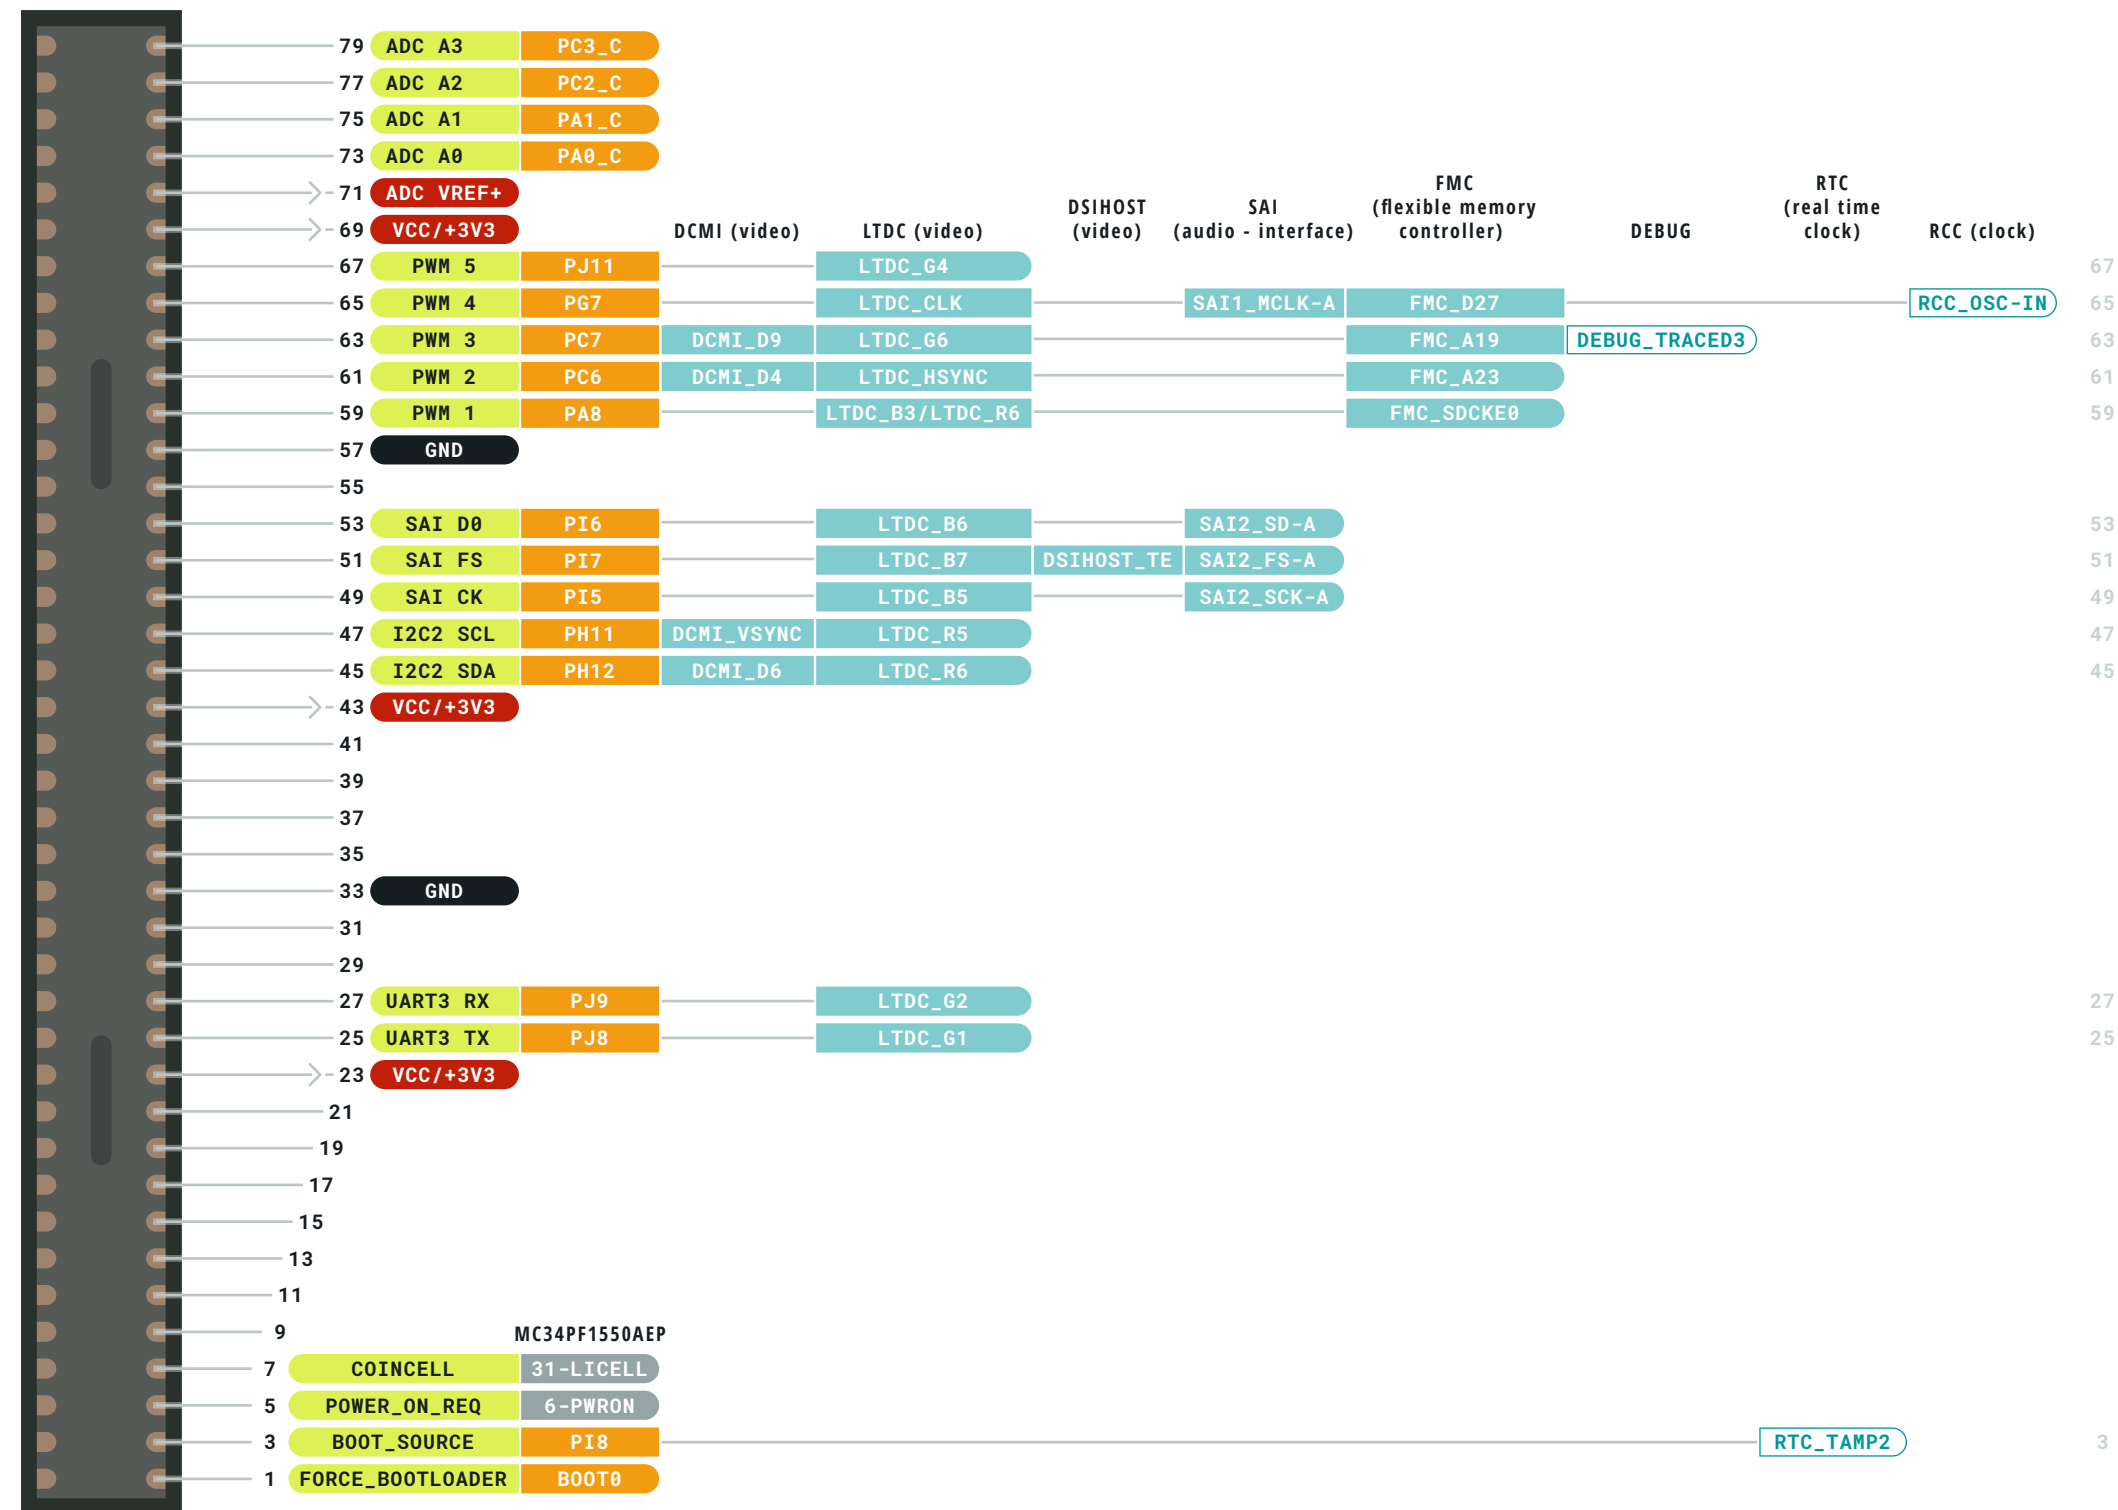 79 ADC A3 PC3_C
77 ADC A2 PC2_C
75 ADC A1 PA1_C
73 ADC A0 PA0_C
71 ADC VREF+
69 VCC/+3V3
DCMI (video)
LTDC (video)
DSIHOST
(video)
SAI
(audio - interface)
FMC
(flexible memory
controller)
DEBUG
RTC
(real time
clock)
RCC (clock)
67 PWM 5 PJ11 LTDC_G4 67
65 PWM 4 PG7 LTDC_CLK SAI1_MCLK-A FMC_D27 RCC_OSC-IN 65
63 PWM 3 PC7 DCMI_D9 LTDC_G6 FMC_A19 DEBUG_TRACED3 63
61 PWM 2 PC6 DCMI_D4 LTDC_HSYNC FMC_A23 61
59 PWM 1 PA8 LTDC_B3/LTDC_R6 FMC_SDCKE0 59
57 GND
55
53 SAI D0 PI6 LTDC_B6 SAI2_SD-A 53
51 SAI FS PI7 LTDC_B7 DSIHOST_TE SAI2_FS-A 51
49 SAI CK PI5 LTDC_B5 SAI2_SCK-A 49
47 I2C2 SCL PH11 DCMI_VSYNC LTDC_R5 47
45 I2C2 SDA PH12 DCMI_D6 LTDC_R6 45
43 VCC/+3V3
41
39
37
35
33 GND
31
29
27 UART3 RX PJ9 LTDC_G2 27
25 UART3 TX PJ8 LTDC_G1 25
23 VCC/+3V3
21
19
17
15
13
11
9
MC34PF1550AEP
7 COINCELL 31-LICELL
5 POWER_ON_REQ 6-PWRON
3 BOOT_SOURCE PI8 RTC_TAMP2 3
1 FORCE_BOOTLOADER BOOT0